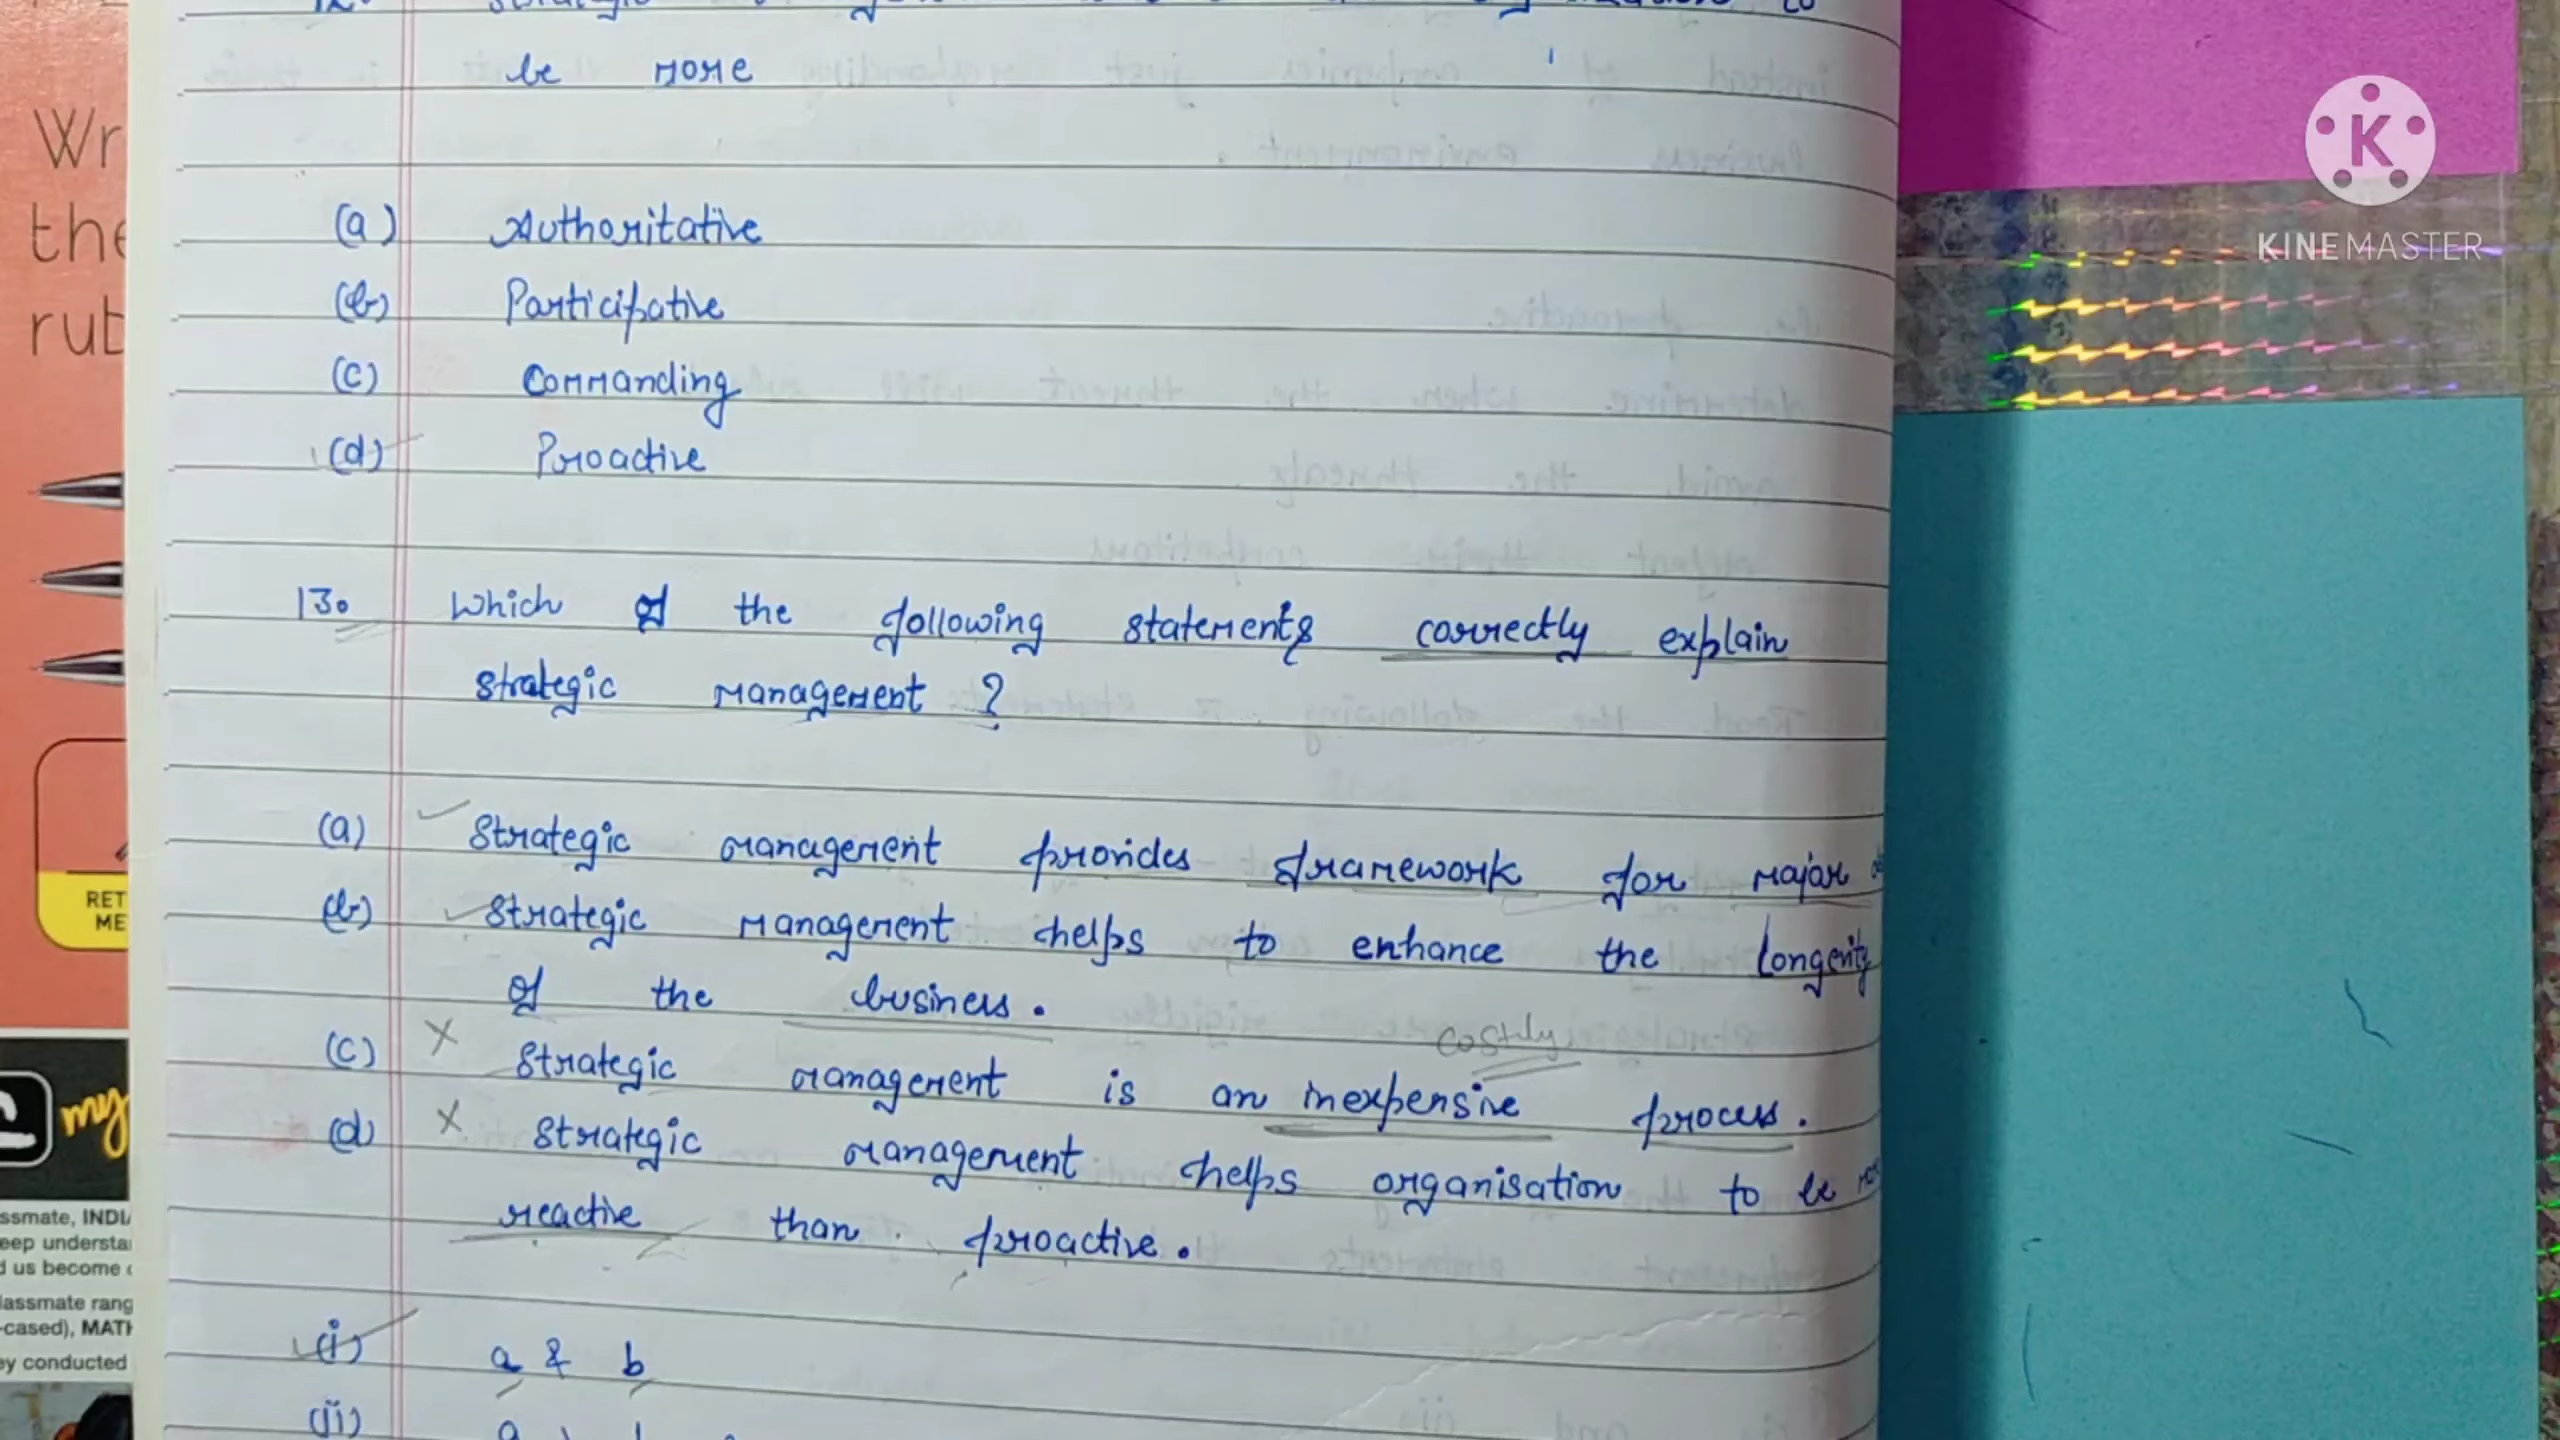 be more
(a) Authoritative
(b) Participative
(c) Commanding
(d) Proactive
13. Which of the following statements correctly explain
strategic management ?
(a) Strategic management provides framework for major
(b) Strategic management helps to enhance the longevity
of the business.
costly
(c) Strategic management is an inexpensive process.
(d) Strategic management helps organisation to be
reactive than proactive.
(i) a & b
(ii)
K
KINEMASTER
Wr
the
rub
RET
ME
my
ssmate, INDI
eep understa
d us become
lassmate rang
-cased), MATH
ey conducted